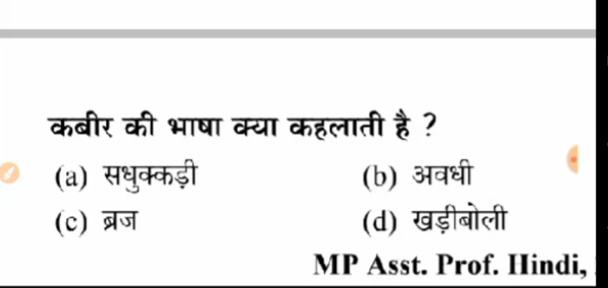 कबीर की भाषा क्या कहलाती है ?
(a) सधुक्कड़ी (b) अवधी
(c) ब्रज (d) खड़ीबोली
MP Asst. Prof. Hindi,